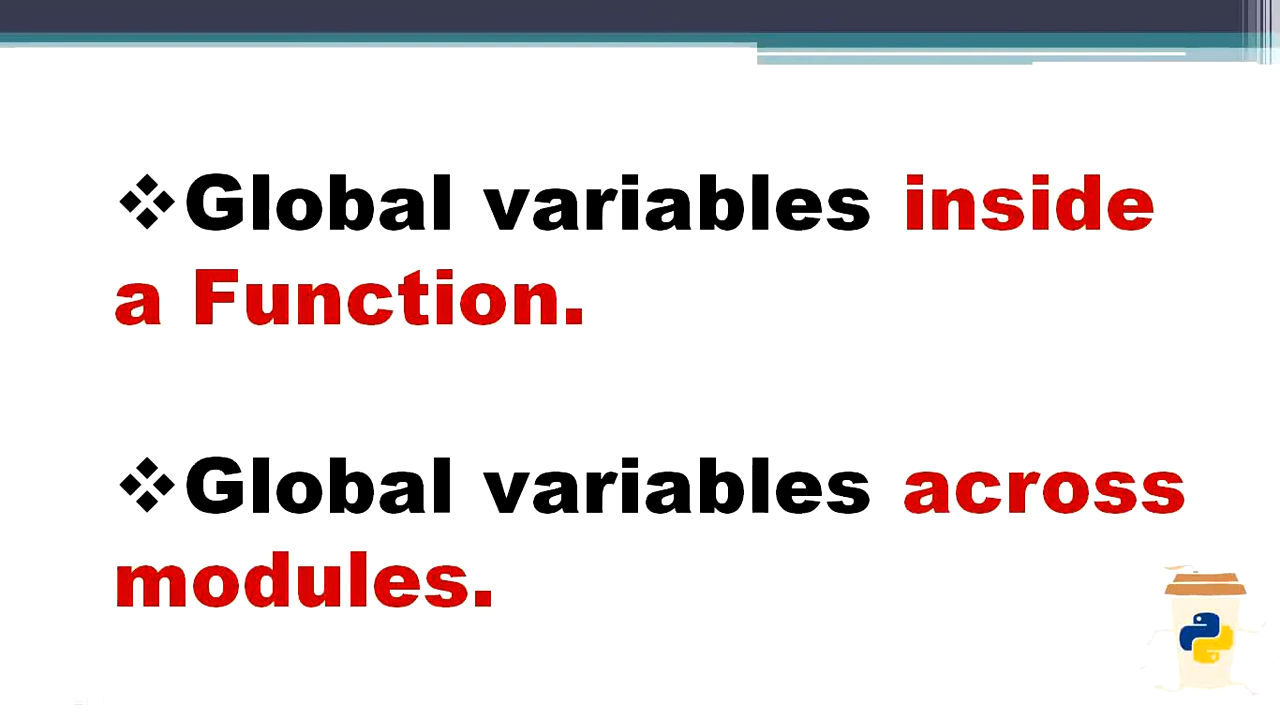 ❖Global variables inside
a Function.
❖Global variables across
modules.